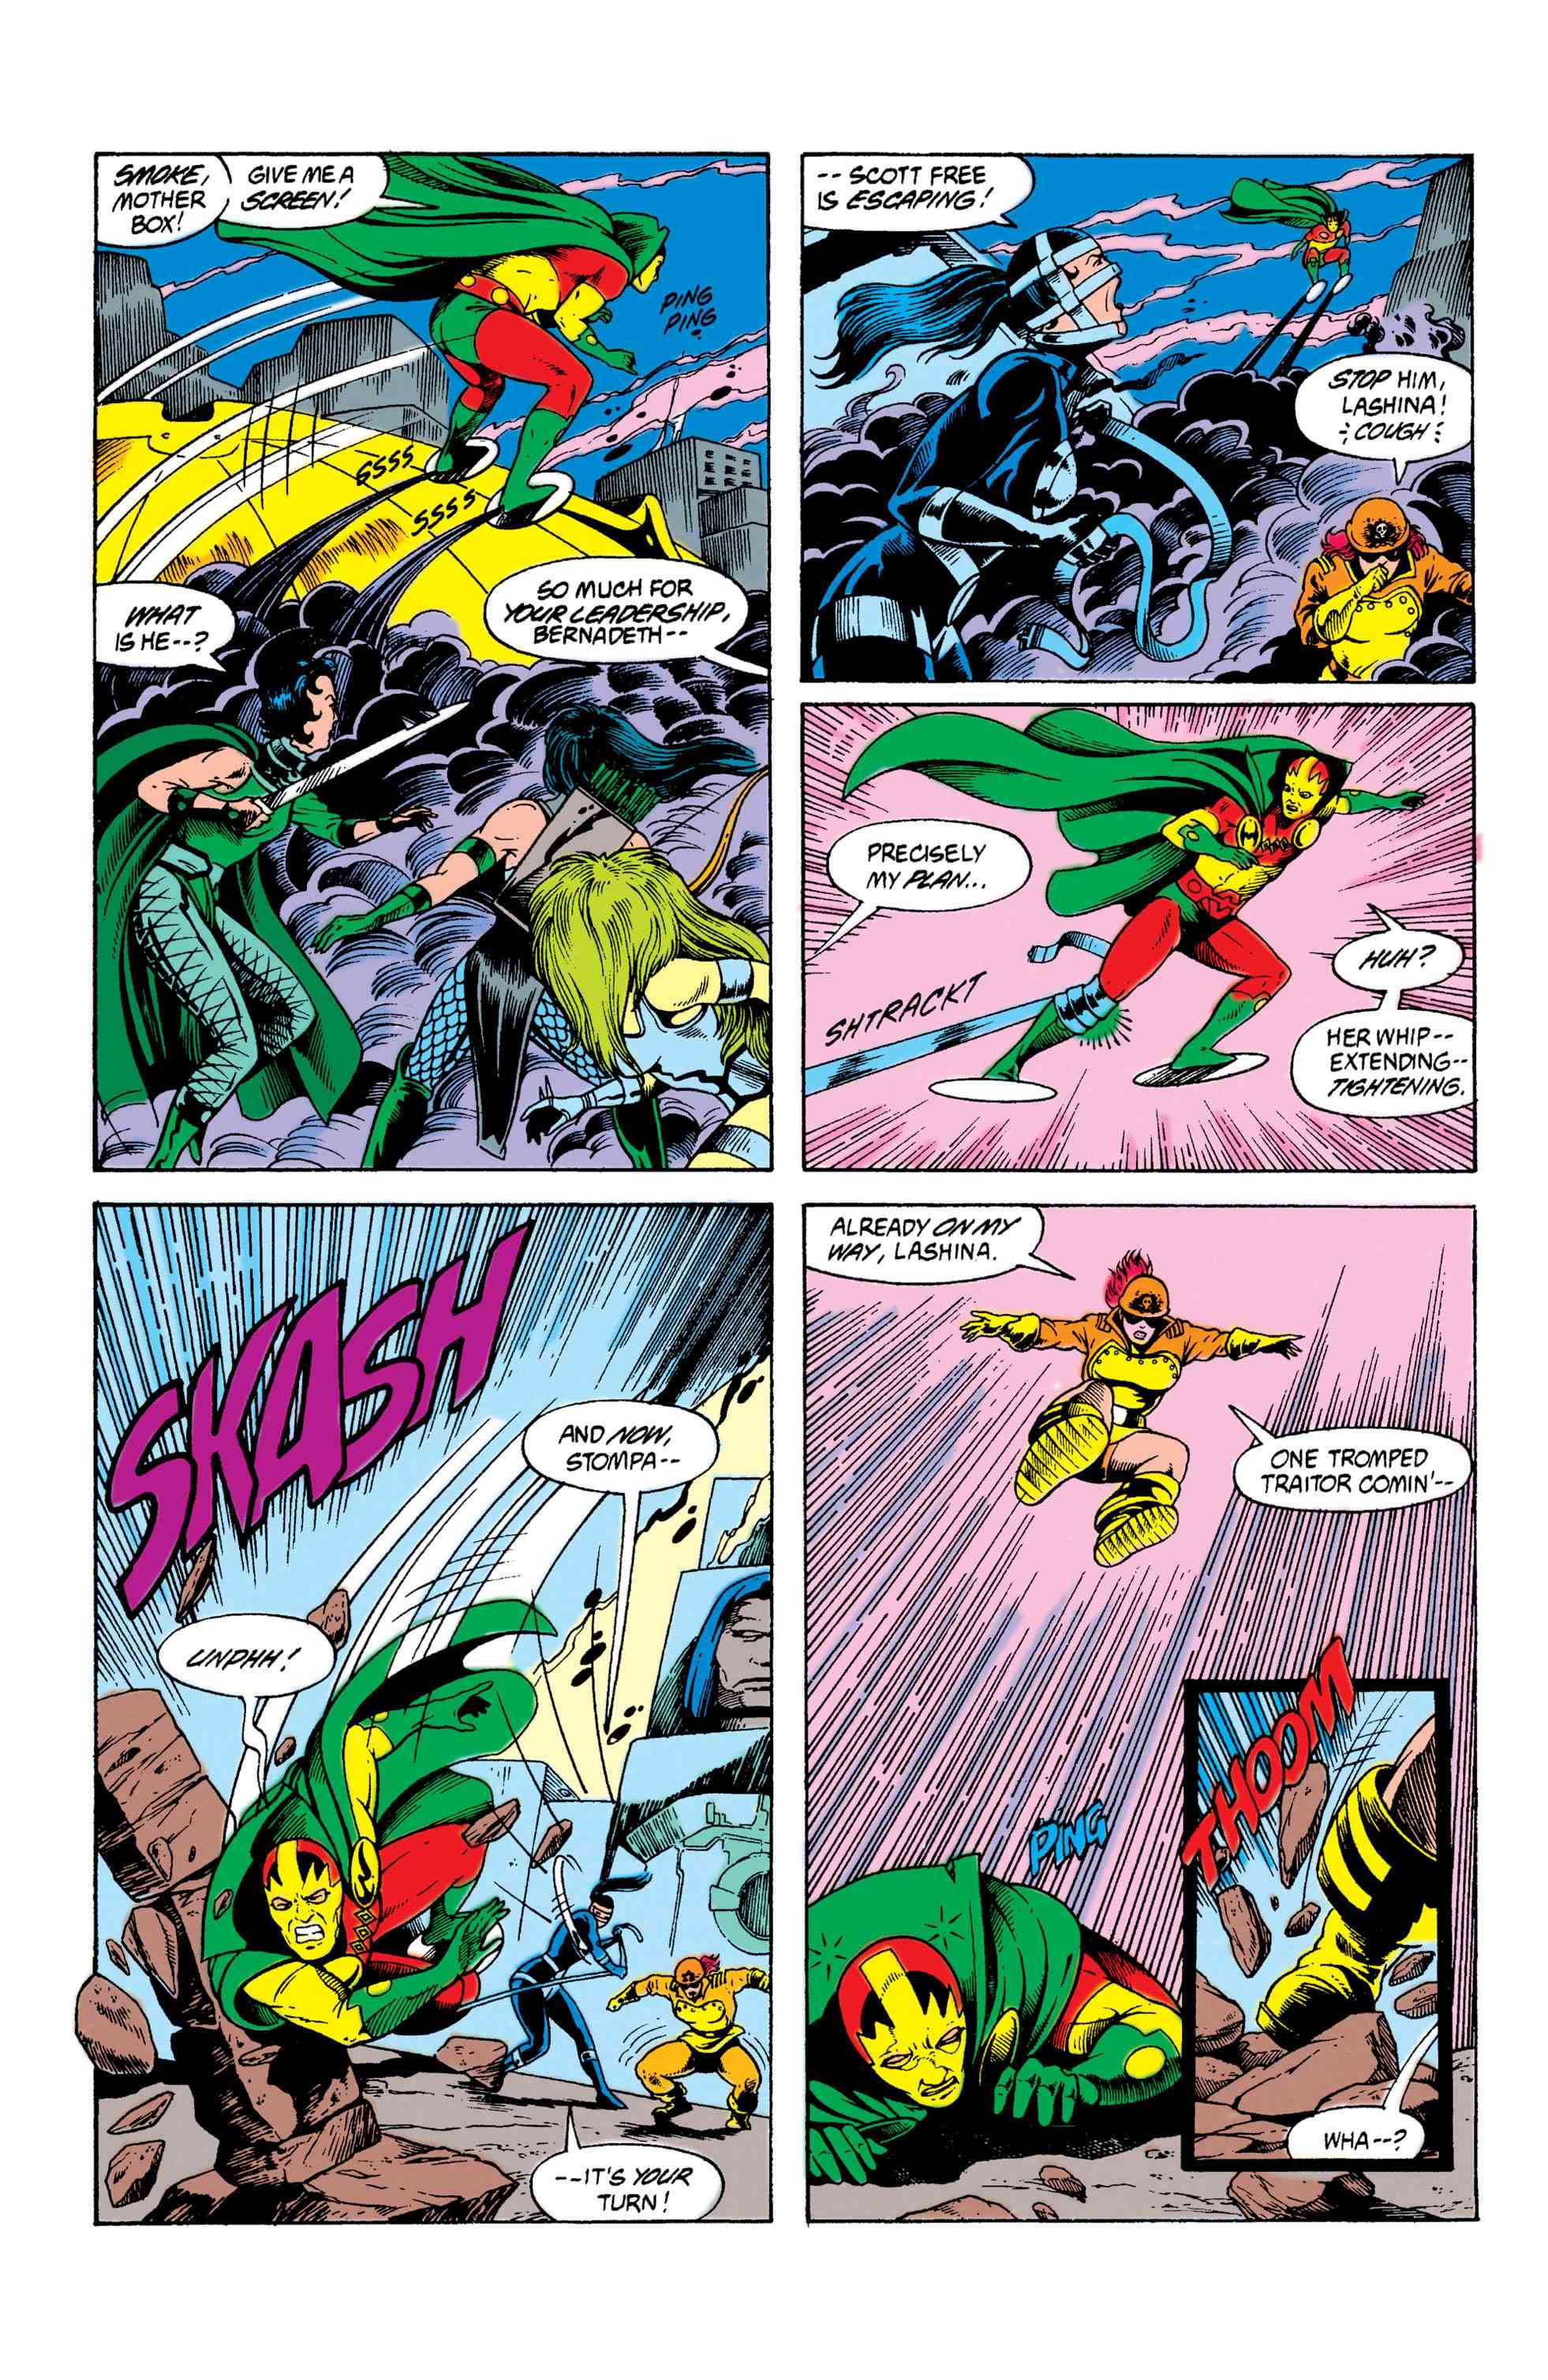 SMOKE,
MOTHER
BOX!
GIVE ME A
SCREEN!
PING
PING
SSSS
SSSS
WHAT
IS HE--?
SO MUCH FOR
YOUR LEADERSHIP,
BERNADETH--
-- SCOTT FREE
IS ESCAPING!
STOP HIM,
LASHINA!
COUGH
PRECISELY
MY PLAN...
SHTRACKT
HUH?
HER WHIP--
EXTENDING--
TIGHTENING.
SKASH
AND NOW,
STOMPA--
UNPHH!
--IT'S YOUR
TURN!
ALREADY ON MY
WAY, LASHINA.
ONE TROMPED
TRAITOR COMIN'--
PING
THOOM
WHA--?